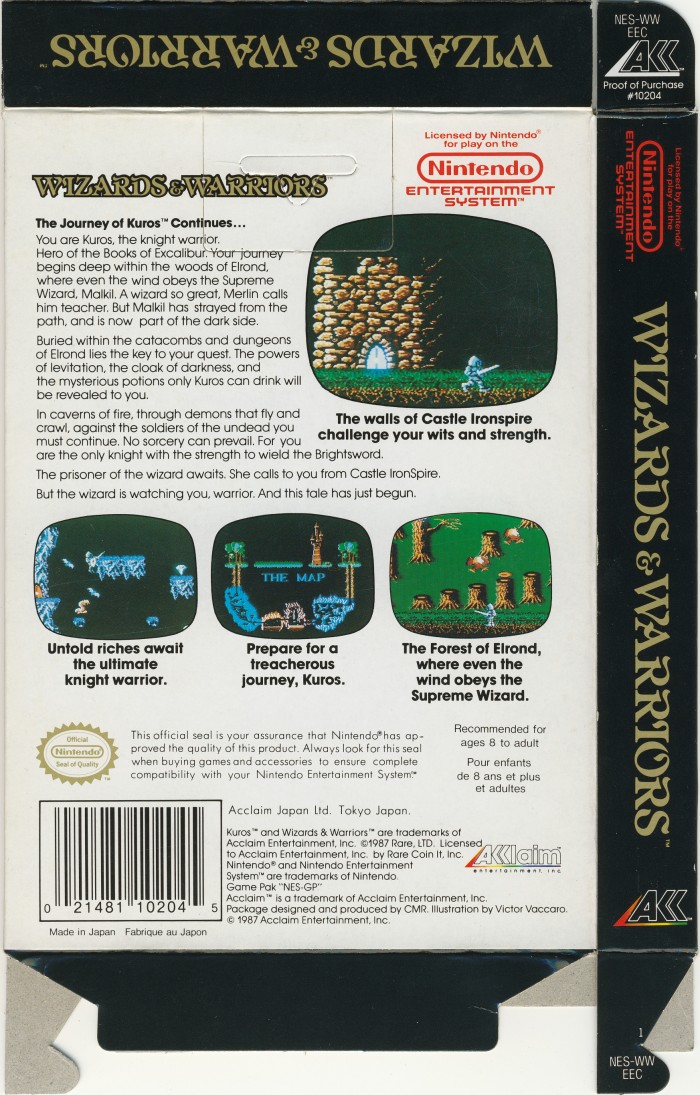 WIZARDS & WARRIORS™
NES-WW
EEC
AKK
Proof of Purchase
#10204
Licensed by Nintendo®
for play on the
Nintendo
ENTERTAINMENT
SYSTEM™
WIZARDS & WARRIORS™
The Journey of Kuros™ Continues...
You are Kuros, the knight warrior.
Hero of the Books of Excalibur. Your journey
begins deep within the woods of Elrond,
where even the wind obeys the Supreme
Wizard, Malkil. A wizard so great, Merlin calls
him teacher. But Malkil has strayed from the
path, and is now part of the dark side.
Buried within the catacombs and dungeons
of Elrond lies the key to your quest. The powers
of levitation, the cloak of darkness, and
the mysterious potions only Kuros can drink will
be revealed to you.
In caverns of fire, through demons that fly and
crawl, against the soldiers of the undead you
must continue. No sorcery can prevail. For you
are the only knight with the strength to wield the Brightsword.
The prisoner of the wizard awaits. She calls to you from Castle IronSpire.
But the wizard is watching you, warrior. And this tale has just begun.
The walls of Castle Ironspire
challenge your wits and strength.
THE MAP
Untold riches await
the ultimate
knight warrior.
Prepare for a
treacherous
journey, Kuros.
The Forest of Elrond,
where even the
wind obeys the
Supreme Wizard.
Official
Nintendo®
Seal of Quality
™
This official seal is your assurance that Nintendo® has ap-
proved the quality of this product. Always look for this seal
when buying games and accessories to ensure complete
compatibility with your Nintendo Entertainment System.™
Recommended for
ages 8 to adult
Pour enfants
de 8 ans et plus
et adultes
0 21481 10204 5
Made in Japan Fabrique au Japon
Acclaim Japan Ltd. Tokyo Japan.
Kuros™ and Wizards & Warriors™ are trademarks of
Acclaim Entertainment, Inc. ©1987 Rare, LTD. Licensed
to Acclaim Entertainment, Inc. by Rare Coin It, Inc.
Nintendo® and Nintendo Entertainment
System™ are trademarks of Nintendo.
Game Pak "NES-GP"
Acclaim™ is a trademark of Acclaim Entertainment, Inc.
Package designed and produced by CMR. Illustration by Victor Vaccaro.
© 1987 Acclaim Entertainment, Inc.
AKKlaim™
entertainment, inc.
Licensed by Nintendo®
for play on the
Nintendo
ENTERTAINMENT
SYSTEM™
WIZARDS & WARRIORS™
AKK
1
NES-WW
EEC